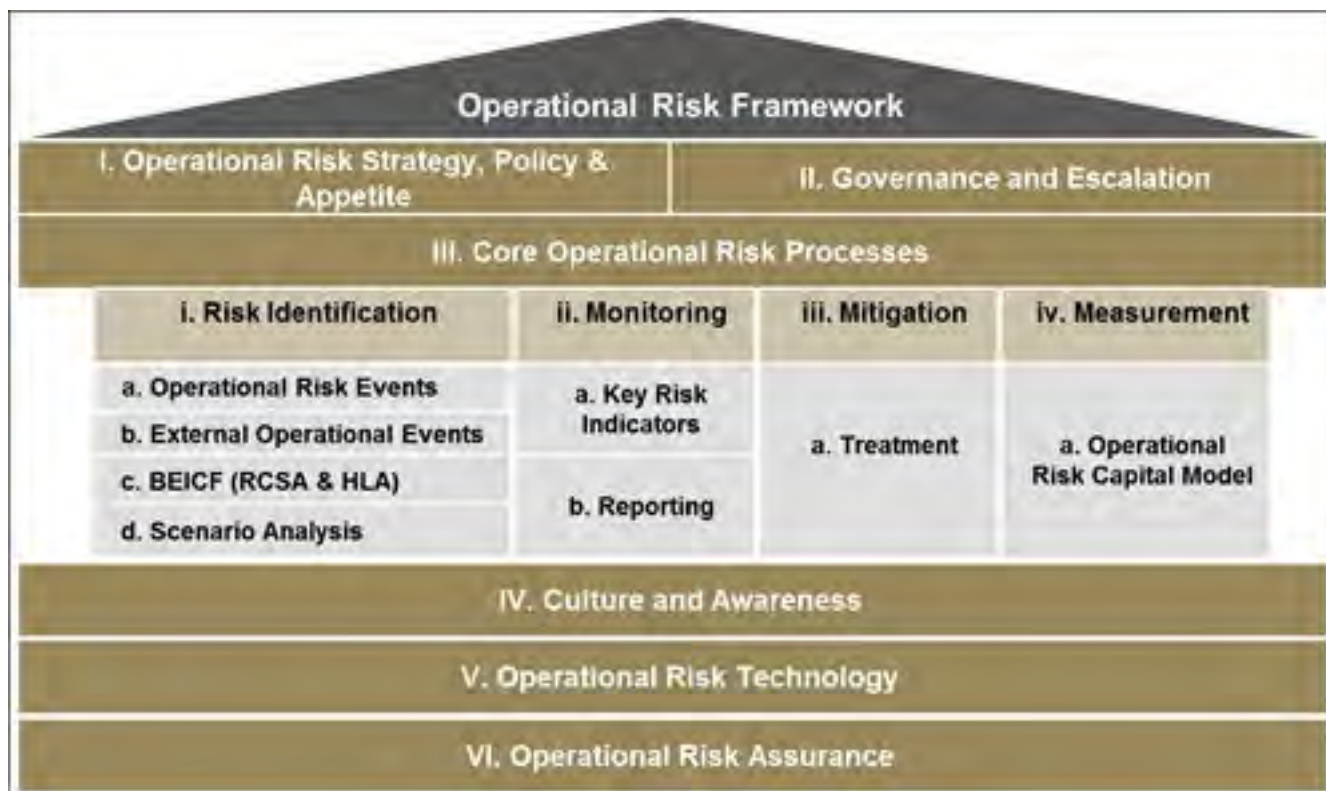 Operational Risk Framework
I. Operational Risk Strategy, Policy &
Appetite
II. Governance and Escalation
III. Core Operational Risk Processes
i. Risk Identification
a. Operational Risk Events
b. External Operational Events
c. BEICF (RCSA & HLA)
d. Scenario Analysis
ii. Monitoring
a. Key Risk
Indicators
b. Reporting
iii. Mitigation
a. Treatment
iv. Measurement
a. Operational
Risk Capital Model
IV. Culture and Awareness
V. Operational Risk Technology
VI. Operational Risk Assurance